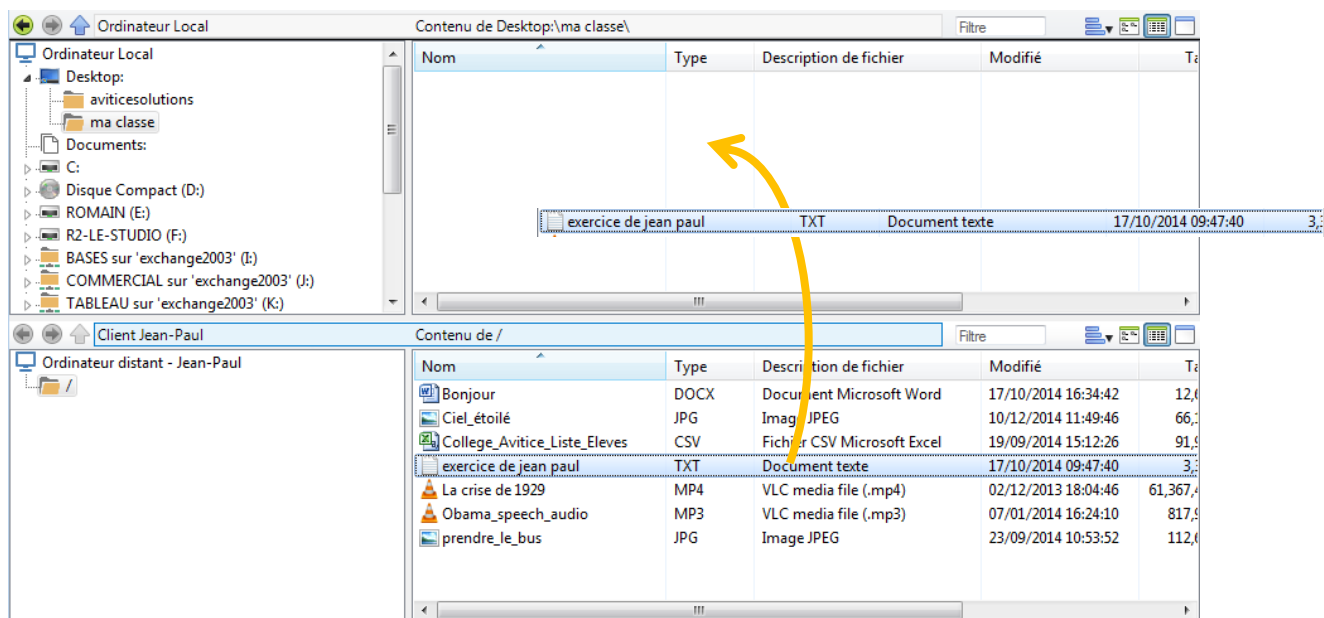 Ordinateur Local Contenu de Desktop:\ma classe\ Filtre
Ordinateur Local
Desktop:
aviticesolutions
ma classe
Documents:
C:
Disque Compact (D:)
ROMAIN (E:)
R2-LE-STUDIO (F:)
BASES sur 'exchange2003' (I:)
COMMERCIAL sur 'exchange2003' (J:)
TABLEAU sur 'exchange2003' (K:)
Nom Type Description de fichier Modifié
exercice de jean paul TXT Document texte 17/10/2014 09:47:40
Client Jean-Paul Contenu de / Filtre
Ordinateur distant - Jean-Paul
/
Nom Type Description de fichier Modifié
Bonjour DOCX Document Microsoft Word 17/10/2014 16:34:42
Ciel_étoilé JPG Image JPEG 10/12/2014 11:49:46
College_Avitice_Liste_Eleves CSV Fichier CSV Microsoft Excel 19/09/2014 15:12:26
exercice de jean paul TXT Document texte 17/10/2014 09:47:40
La crise de 1929 MP4 VLC media file (.mp4) 02/12/2013 18:04:46
Obama_speech_audio MP3 VLC media file (.mp3) 07/01/2014 16:24:10
prendre_le_bus JPG Image JPEG 23/09/2014 10:53:52